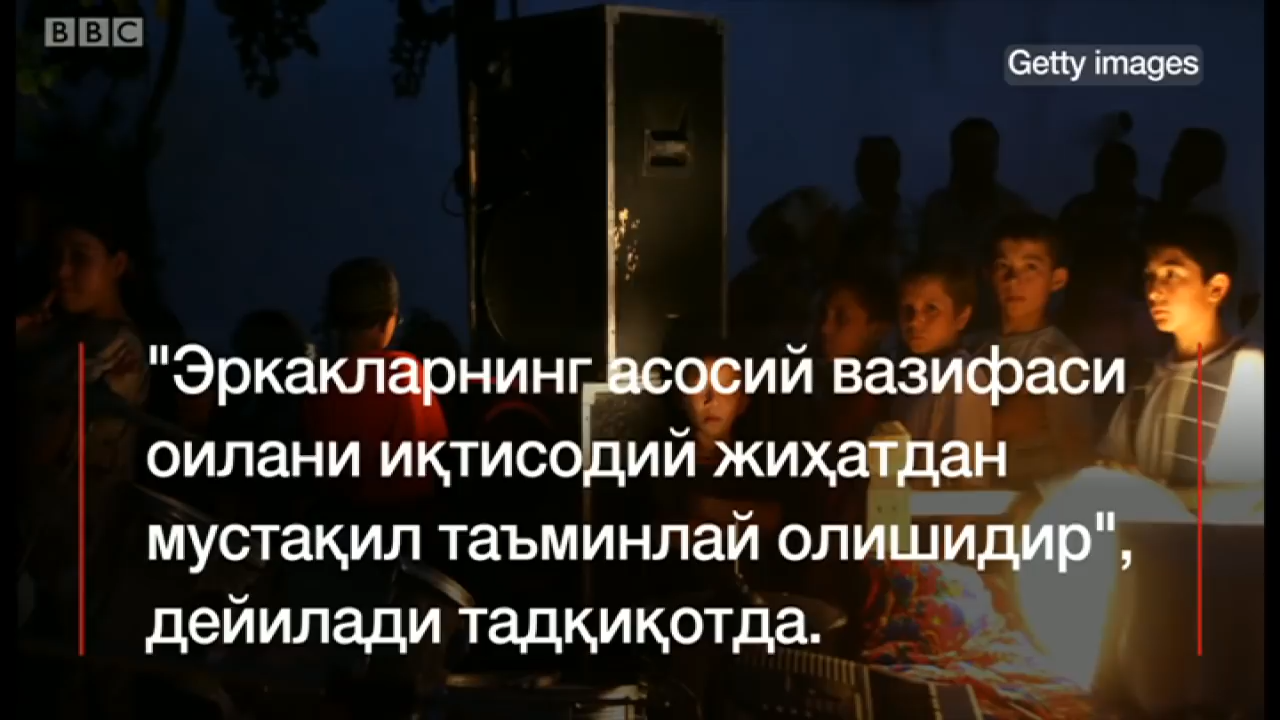 BBC
Getty images
"Эркакларнинг асосий вазифаси
оилани иқтисодий жиҳатдан
мустақил таъминлай олишидир",
дейилади тадқиқотда.